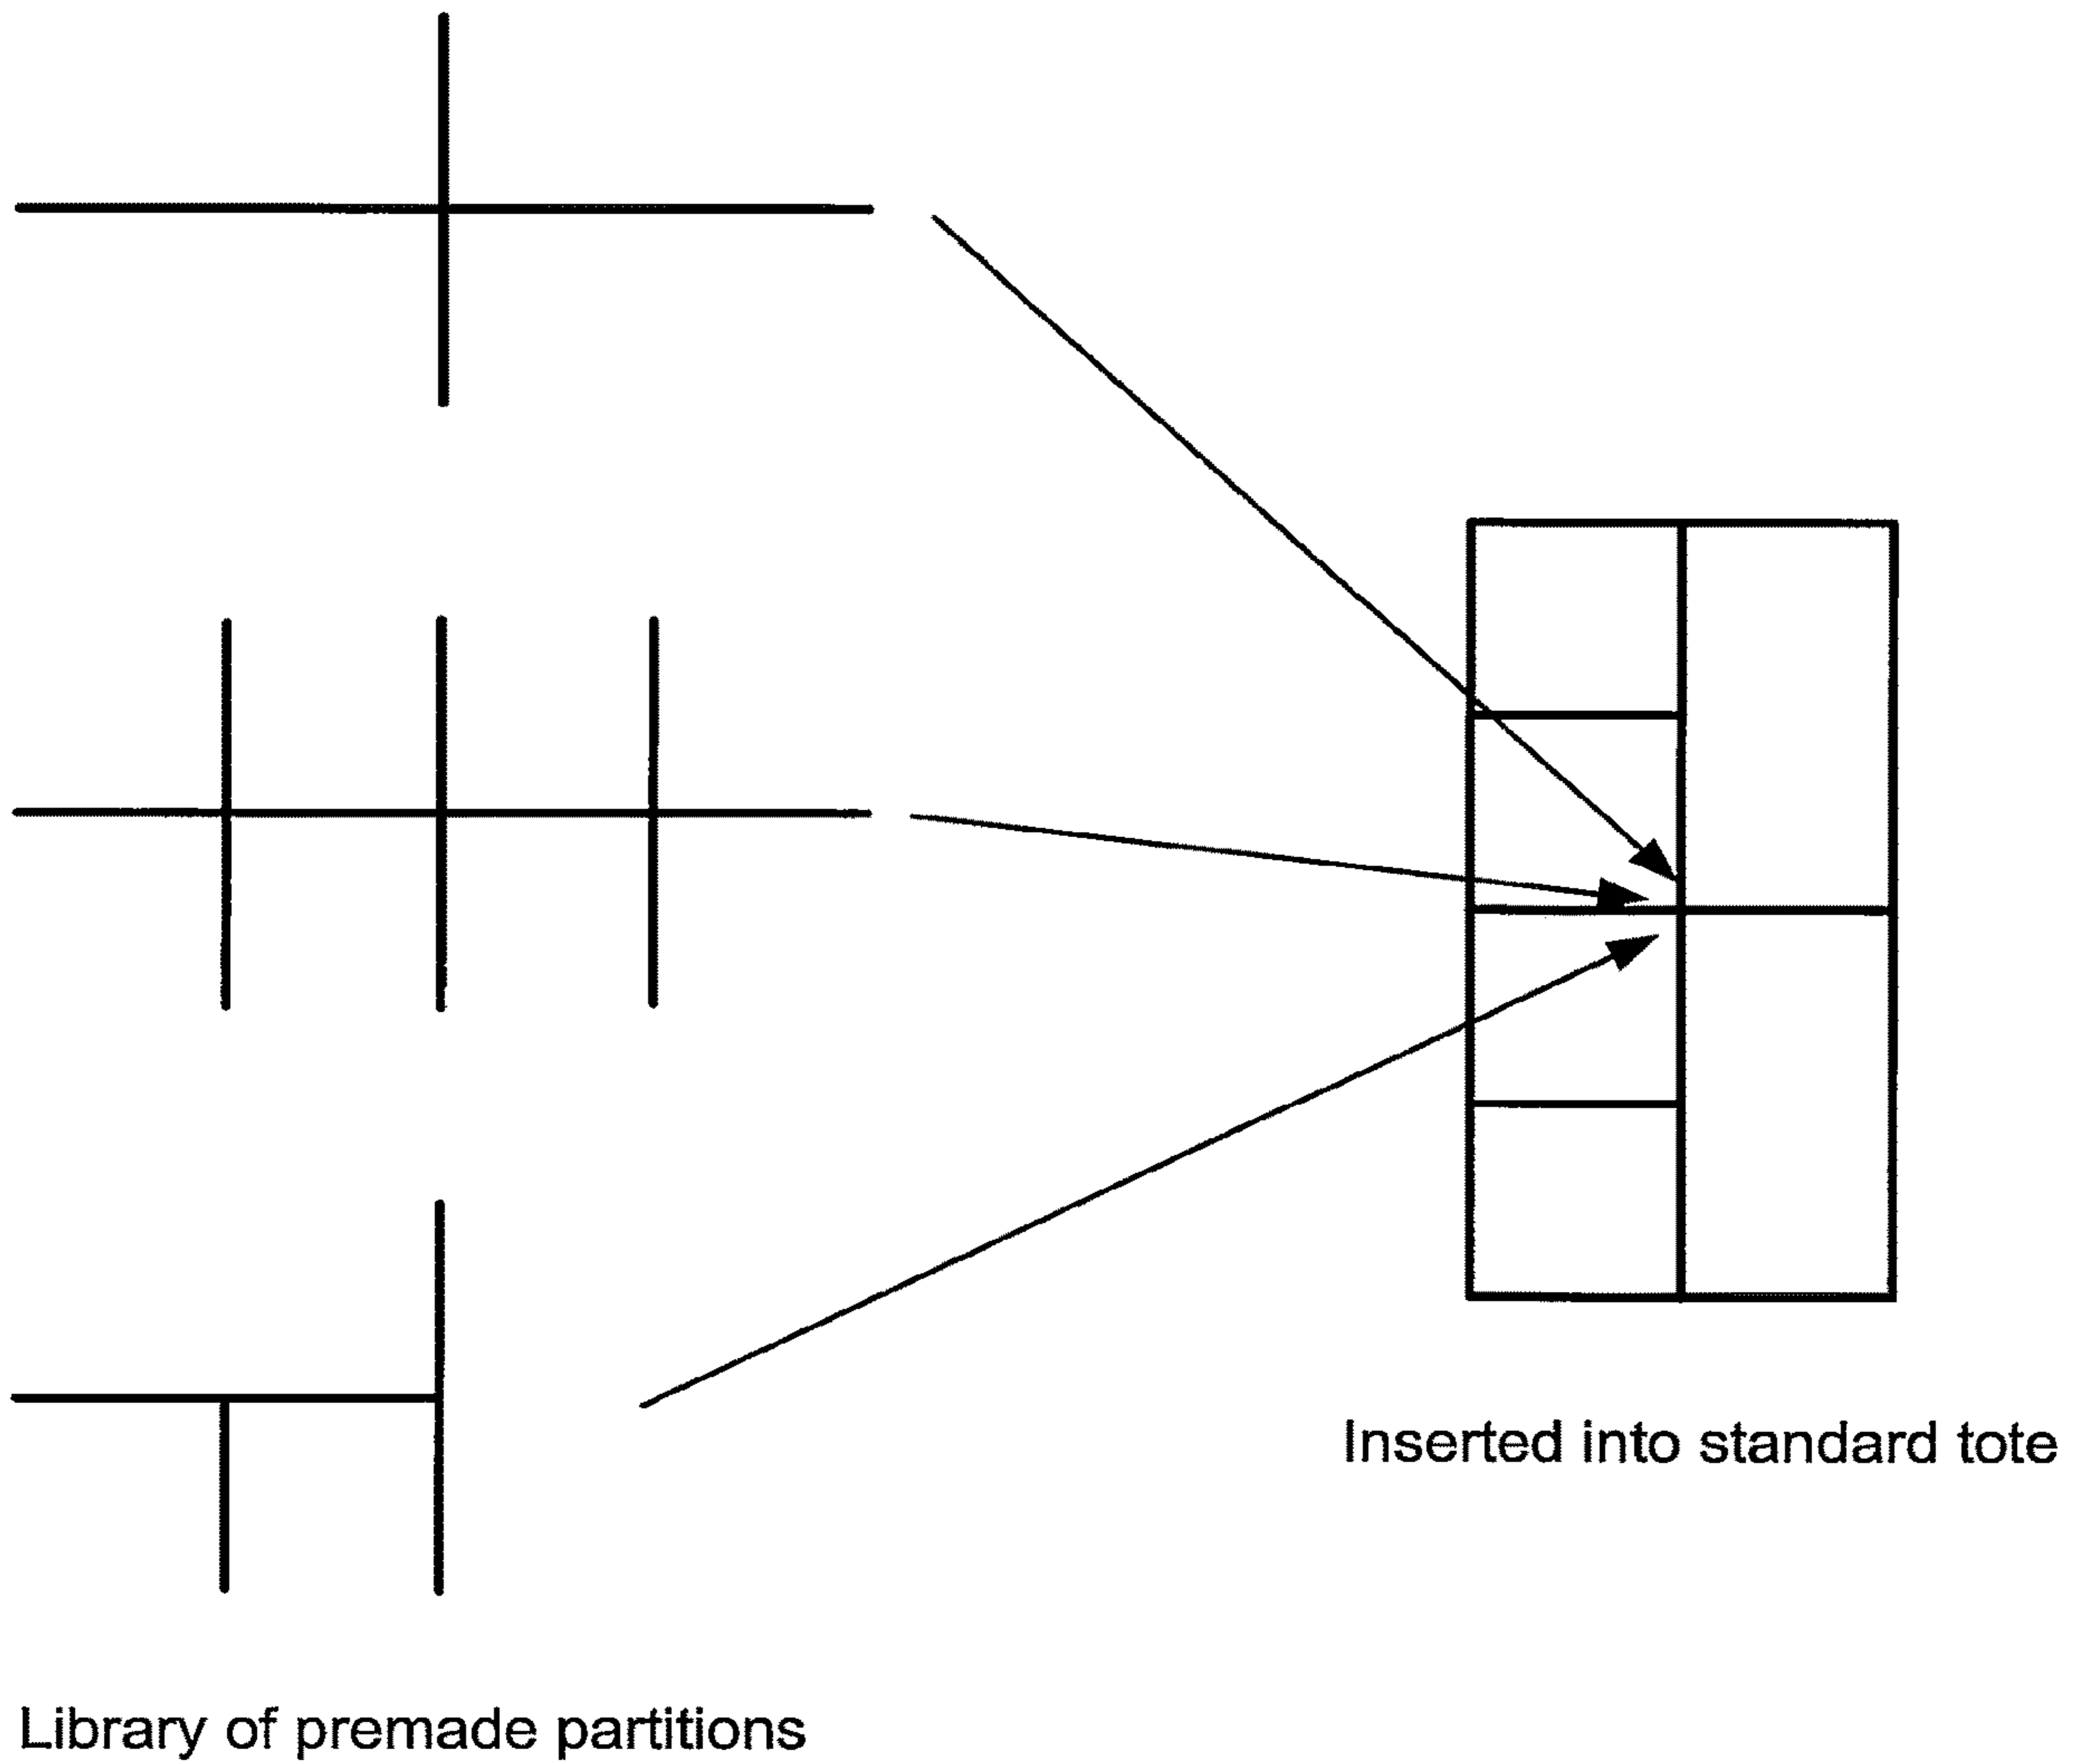 Inserted into standard tote
Library of premade partitions